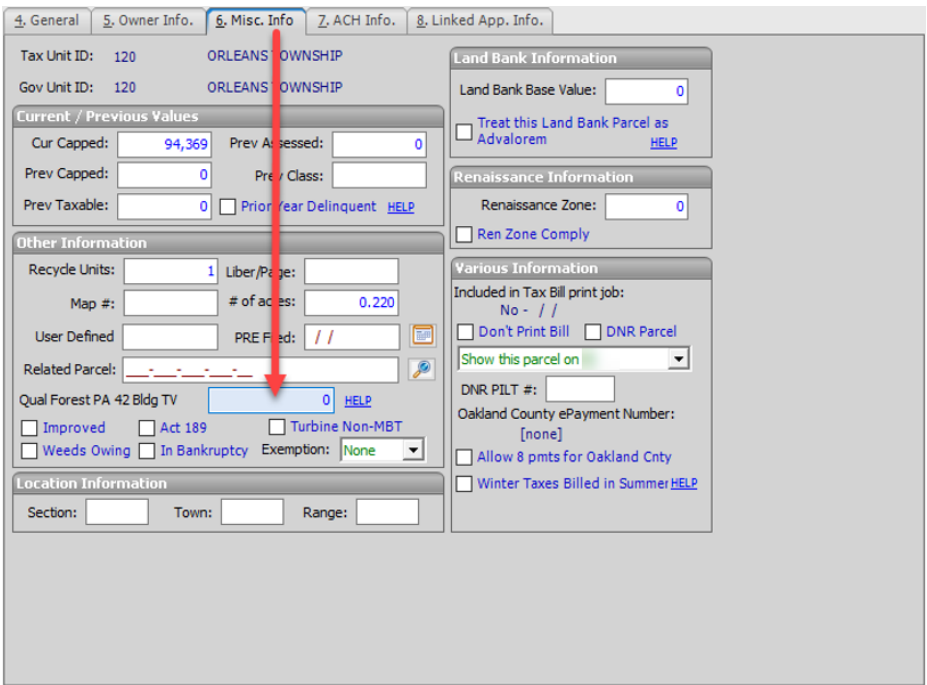 4. General 5. Owner Info. 6. Misc. Info 7. ACH Info. 8. Linked App. Info.
Tax Unit ID: 120 ORLEANS TOWNSHIP
Gov Unit ID: 120 ORLEANS TOWNSHIP
Current / Previous Values
Cur Capped: 94,369 Prev Assessed: 0
Prev Capped: 0 Prev Class:
Prev Taxable: 0 Prior Year Delinquent HELP
Other Information
Recycle Units: 1 Liber/Page:
Map #: # of acres: 0.220
User Defined PRE Filed: / /
Related Parcel: __-___-___-___-__
Qual Forest PA 42 Bldg TV 0 HELP
Improved Act 189 Turbine Non-MBT
Weeds Owing In Bankruptcy Exemption: None
Location Information
Section: Town: Range:
Land Bank Information
Land Bank Base Value: 0
Treat this Land Bank Parcel as
Advalorem HELP
Renaissance Information
Renaissance Zone: 0
Ren Zone Comply
Various Information
Included in Tax Bill print job:
No - / /
Don't Print Bill DNR Parcel
Show this parcel on
DNR PILT #:
Oakland County ePayment Number:
[none]
Allow 8 pmts for Oakland Cnty
Winter Taxes Billed in Summer HELP